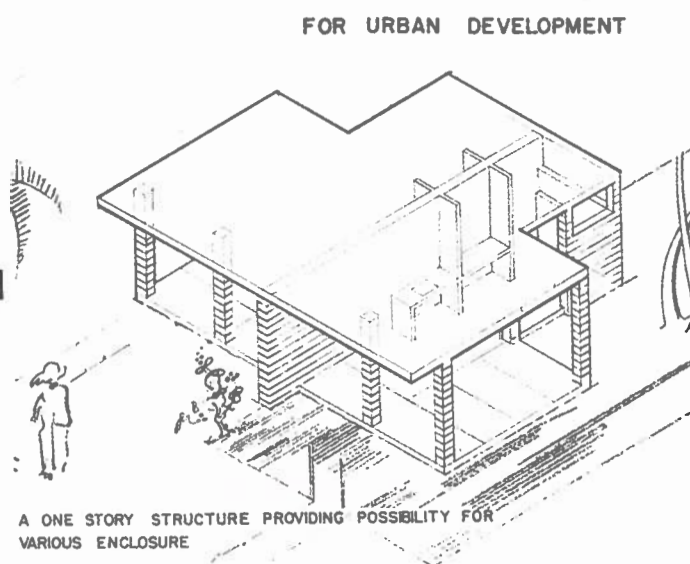 FOR URBAN DEVELOPMENT
A ONE STORY STRUCTURE PROVIDING POSSIBILITY FOR
VARIOUS ENCLOSURE